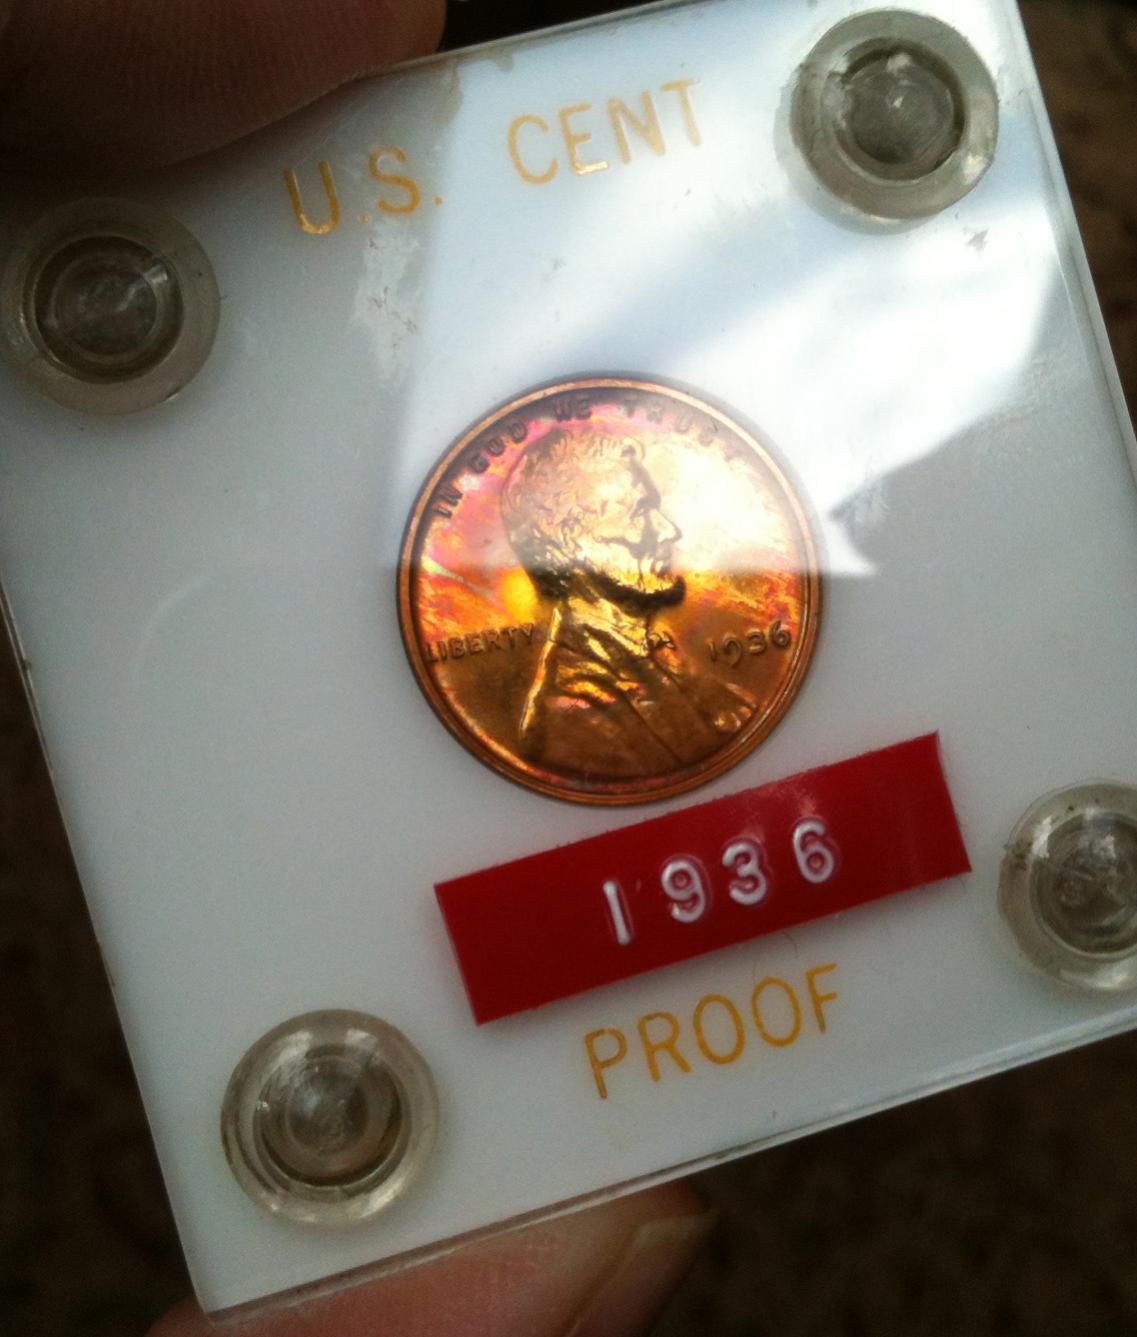 U.S. CENT
IN GOD WE TRUST
LIBERTY 1936
1936
PROOF